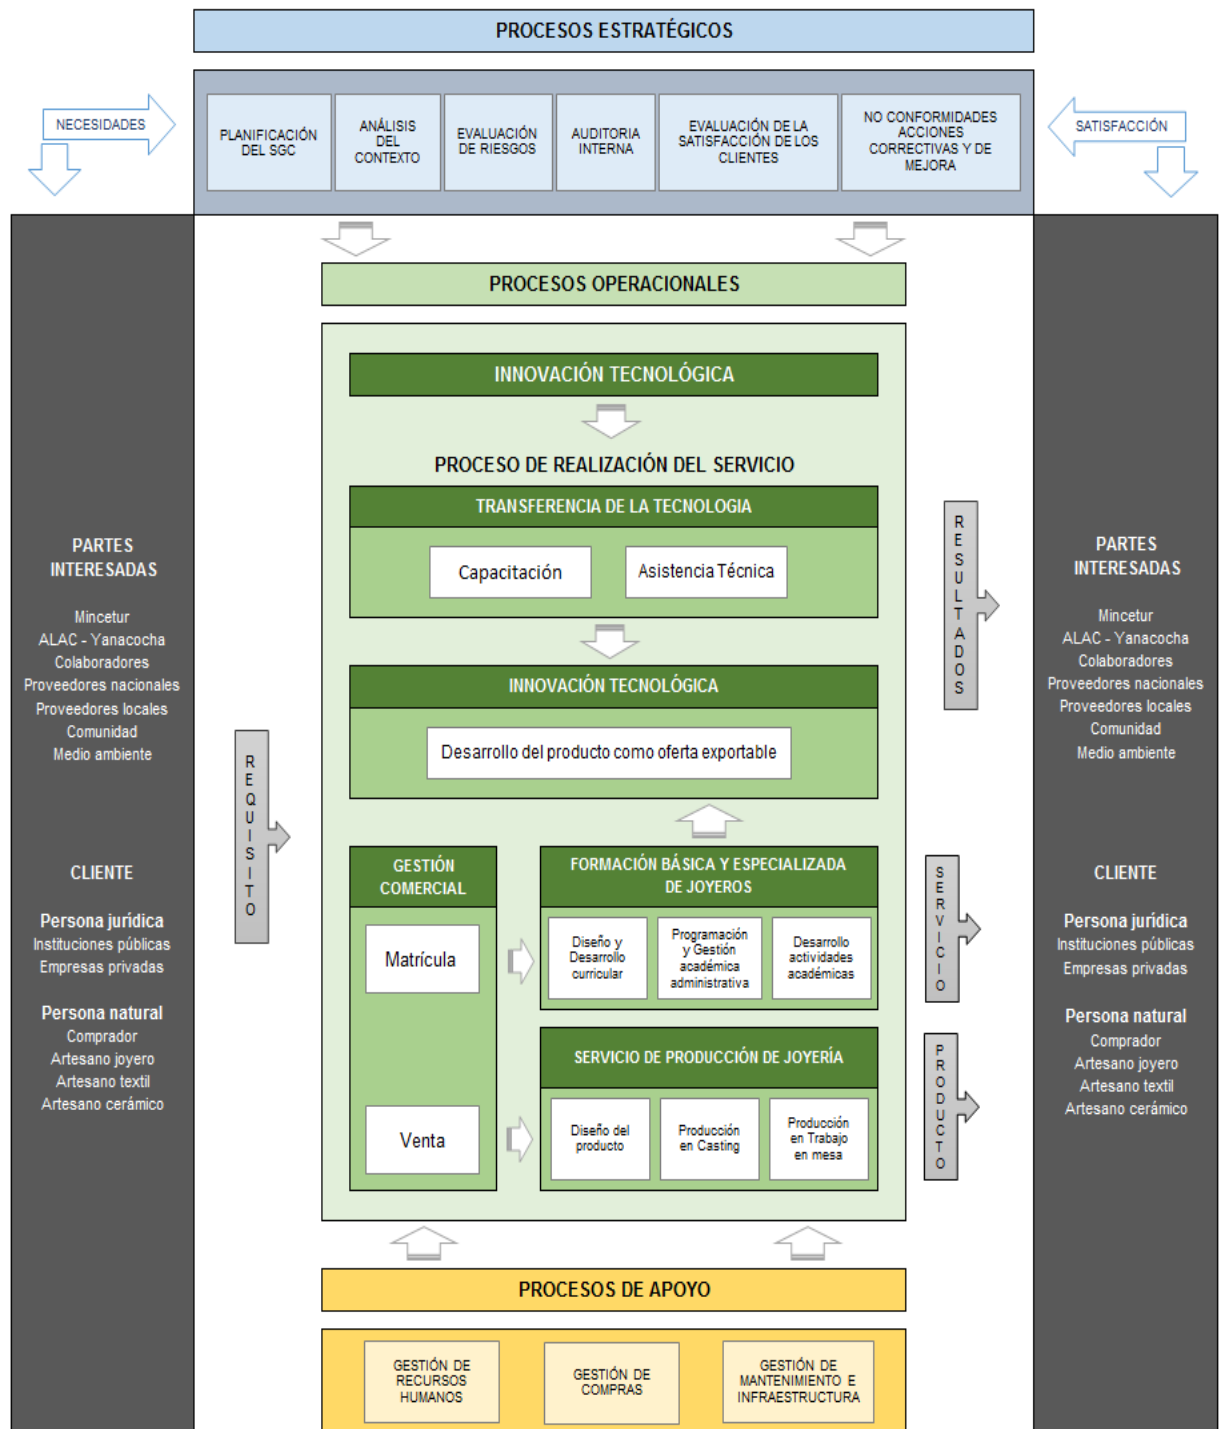 PROCESOS ESTRATÉGICOS
NECESIDADES
PLANIFICACIÓN
DEL SGC
ANÁLISIS
DEL
CONTEXTO
EVALUACIÓN
DE RIESGOS
AUDITORIA
INTERNA
EVALUACIÓN DE LA
SATISFACCIÓN DE LOS
CLIENTES
NO CONFORMIDADES
ACCIONES
CORRECTIVAS Y DE
MEJORA
SATISFACCIÓN
PARTES
INTERESADAS
Mincetur
ALAC - Yanacocha
Colaboradores
Proveedores nacionales
Proveedores locales
Comunidad
Medio ambiente
CLIENTE
Persona jurídica
Instituciones públicas
Empresas privadas
Persona natural
Comprador
Artesano joyero
Artesano textil
Artesano cerámico
REQUISITO
PROCESOS OPERACIONALES
INNOVACIÓN TECNOLÓGICA
PROCESO DE REALIZACIÓN DEL SERVICIO
TRANSFERENCIA DE LA TECNOLOGIA
Capacitación
Asistencia Técnica
INNOVACIÓN TECNOLÓGICA
Desarrollo del producto como oferta exportable
GESTIÓN
COMERCIAL
Matrícula
Venta
FORMACIÓN BÁSICA Y ESPECIALIZADA
DE JOYEROS
Diseño y
Desarrollo
curricular
Programación
y Gestión
académica
administrativa
Desarrollo
actividades
académicas
SERVICIO DE PRODUCCIÓN DE JOYERÍA
Diseño del
producto
Producción
en Casting
Producción
en Trabajo
en mesa
RESULTADOS
SERVICIO
PRODUCTO
PARTES
INTERESADAS
Mincetur
ALAC - Yanacocha
Colaboradores
Proveedores nacionales
Proveedores locales
Comunidad
Medio ambiente
CLIENTE
Persona jurídica
Instituciones públicas
Empresas privadas
Persona natural
Comprador
Artesano joyero
Artesano textil
Artesano cerámico
PROCESOS DE APOYO
GESTIÓN DE
RECURSOS
HUMANOS
GESTIÓN DE
COMPRAS
GESTIÓN DE
MANTENIMIENTO E
INFRAESTRUCTURA